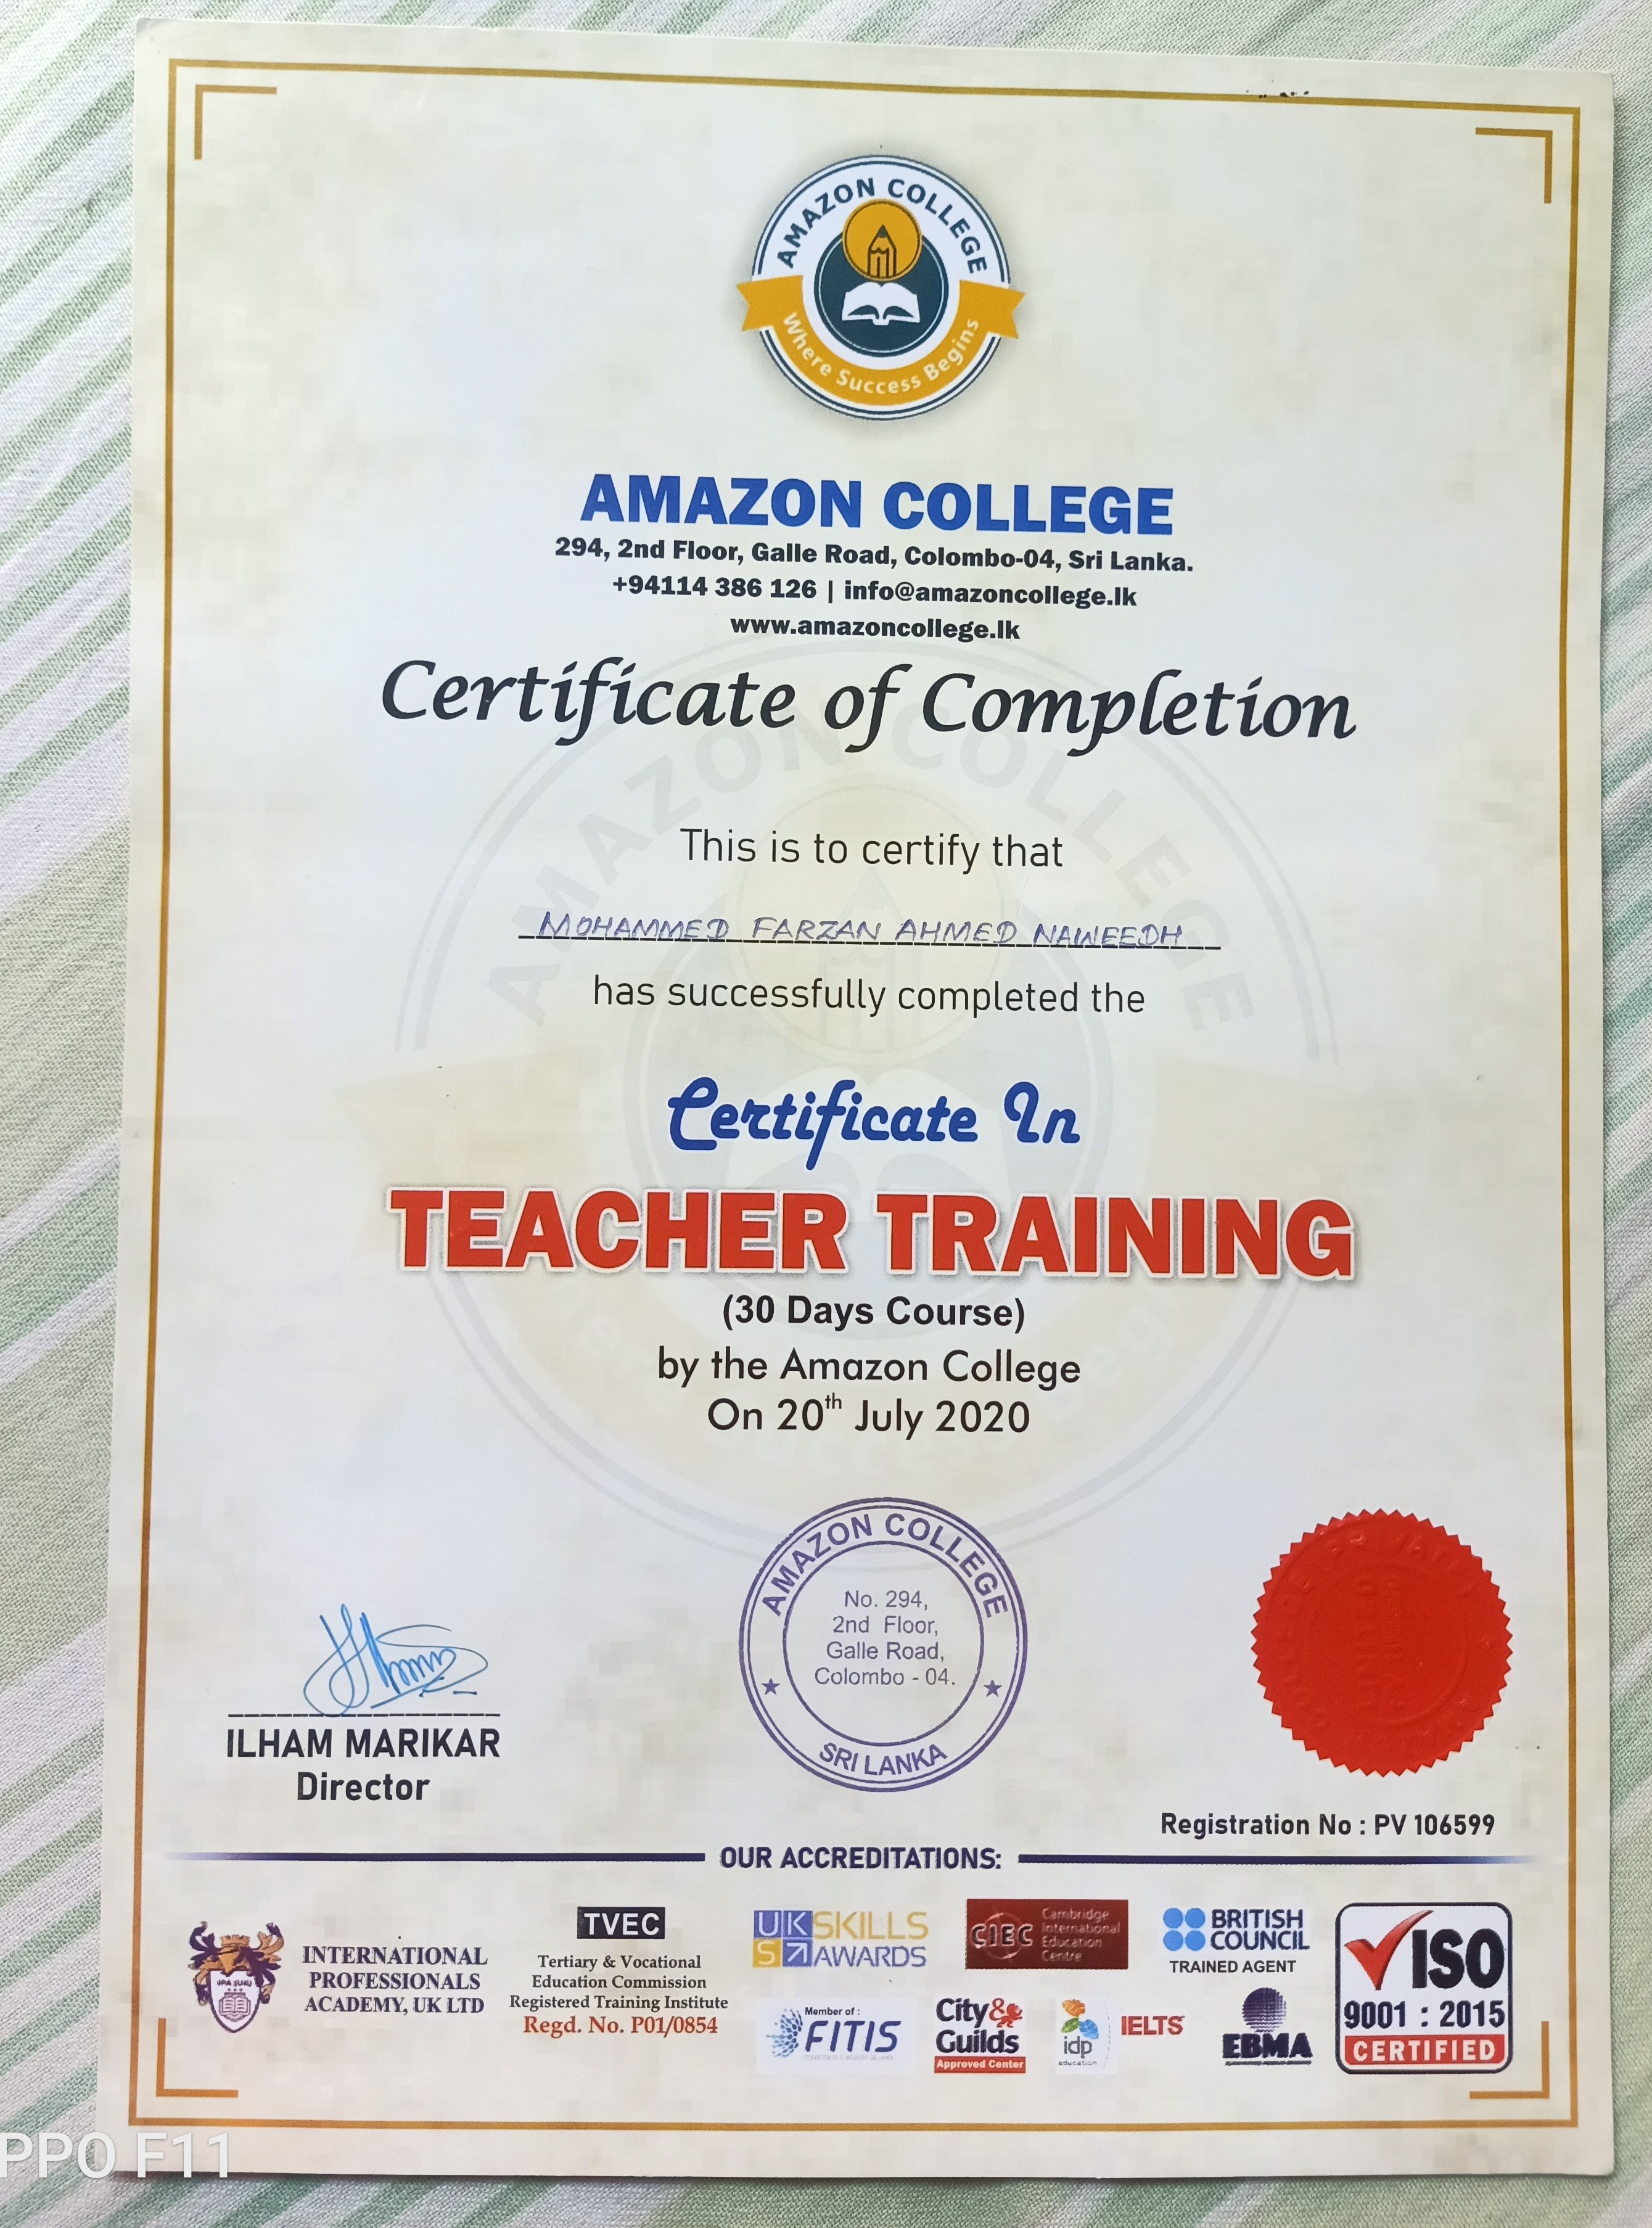 AMAZON COLLEGE
Where Success Begins
AMAZON COLLEGE
294, 2nd Floor, Galle Road, Colombo-04, Sri Lanka.
+94114 386 126 | info@amazoncollege.lk
www.amazoncollege.lk
Certificate of Completion
This is to certify that
MOHAMMED FARZAN AHMED NAWEEDH
has successfully completed the
Certificate In
TEACHER TRAINING
(30 Days Course)
by the Amazon College
On 20th July 2020
AMAZON COLLEGE
No. 294,
2nd Floor,
Galle Road,
Colombo - 04.
SRI LANKA
ILHAM MARIKAR
Director
Registration No : PV 106599
OUR ACCREDITATIONS:
INTERNATIONAL
PROFESSIONALS
ACADEMY, UK LTD
TVEC
Tertiary & Vocational
Education Commission
Registered Training Institute
Regd. No. P01/0854
UK SKILLS
AWARDS
CIEC
Cambridge
International
Education
Centre
BRITISH
COUNCIL
TRAINED AGENT
Member of :
FITIS
City&
Guilds
Approved Center
idp
education
IELTS
EBMA
ISO
9001 : 2015
CERTIFIED
PPO F11